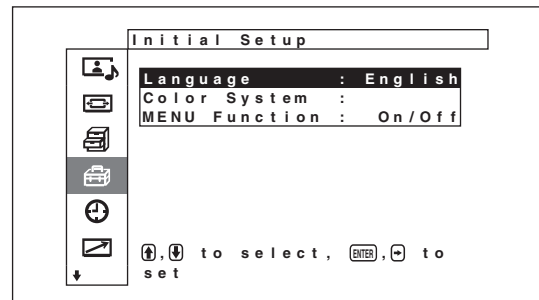 Initial Setup
Language : English
Color System :
MENU Function : On/Off
, to select, ENTER, to
set